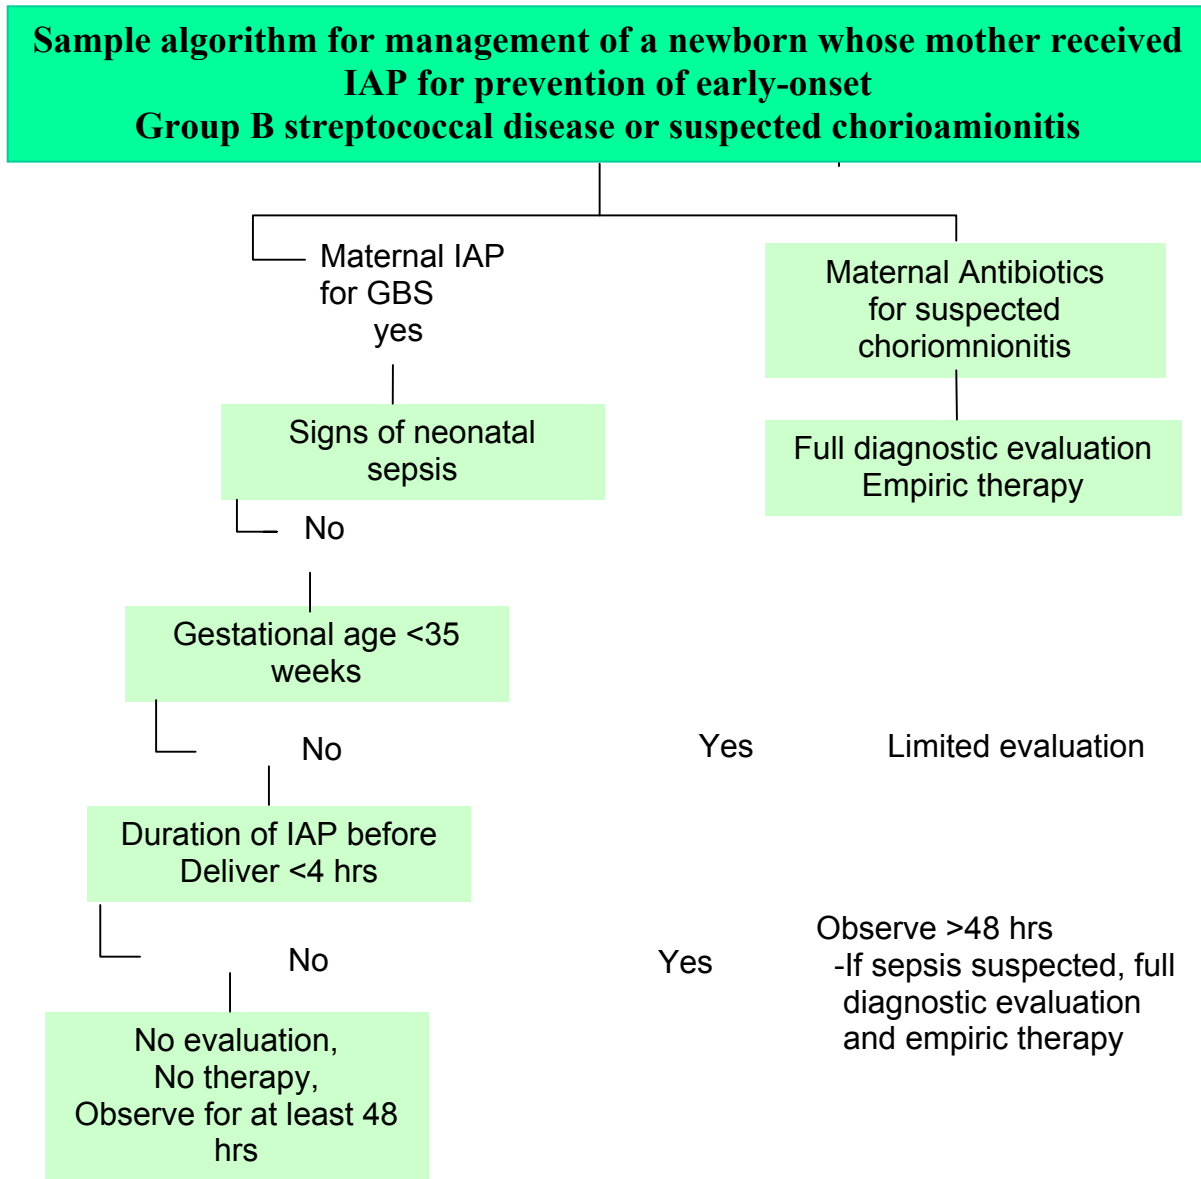 Sample algorithm for management of a newborn whose mother received
IAP for prevention of early-onset
Group B streptococcal disease or suspected chorioamionitis
Maternal IAP
for GBS
yes
Maternal Antibiotics
for suspected
choriomnionitis
Signs of neonatal
sepsis
Full diagnostic evaluation
Empiric therapy
No
Gestational age <35
weeks
No
Yes
Limited evaluation
Duration of IAP before
Deliver <4 hrs
No
Yes
Observe >48 hrs
-If sepsis suspected, full
diagnostic evaluation
and empiric therapy
No evaluation,
No therapy,
Observe for at least 48
hrs